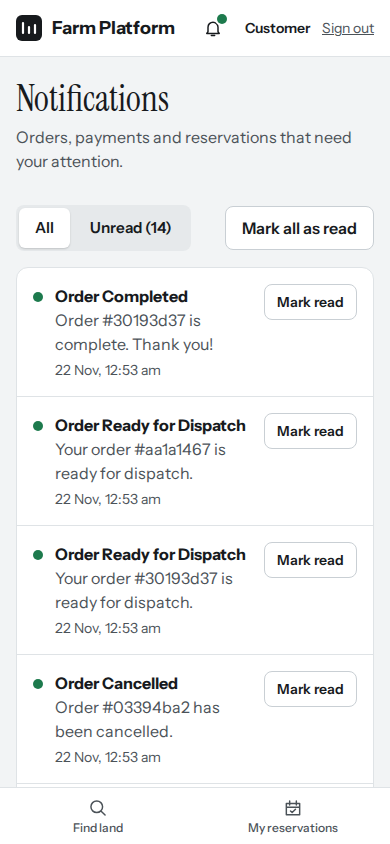 Farm Platform
Customer
Sign out
Notifications
Orders, payments and reservations that need
your attention.
All
Unread (14)
Mark all as read
Order Completed
Mark read
Order #30193d37 is
complete. Thank you!
22 Nov, 12:53 am
Order Ready for Dispatch
Mark read
Your order #aa1a1467 is
ready for dispatch.
22 Nov, 12:53 am
Order Ready for Dispatch
Mark read
Your order #30193d37 is
ready for dispatch.
22 Nov, 12:53 am
Order Cancelled
Mark read
Order #03394ba2 has
been cancelled.
22 Nov, 12:53 am
Find land
My reservations